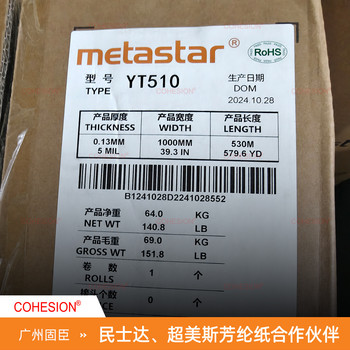 metastar®
RoHS
型 号 YT510
TYPE
生产日期
DOM
2024.10.28
产品厚度 产品宽度 产品长度
THICKNESS WIDTH LENGTH
0.13MM 1000MM 530M
5 MIL 39.3 IN 579.6 YD
B1241028D2241028552
产品净重 64.0 KG
NET WT 140.8 LB
产品毛重 69.0 KG
GROSS WT 151.8 LB
卷 数 1 个
ROLLS
接头个数 0 个
COHESION®
广州固臣 民士达、超美斯芳纶纸合作伙伴